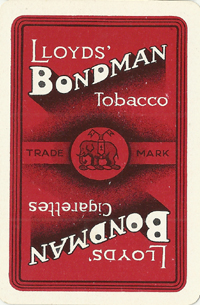 LLOYDS'
BONDMAN
TOBACCO
TRADE MARK
LLOYDS'
BONDMAN
Cigarettes